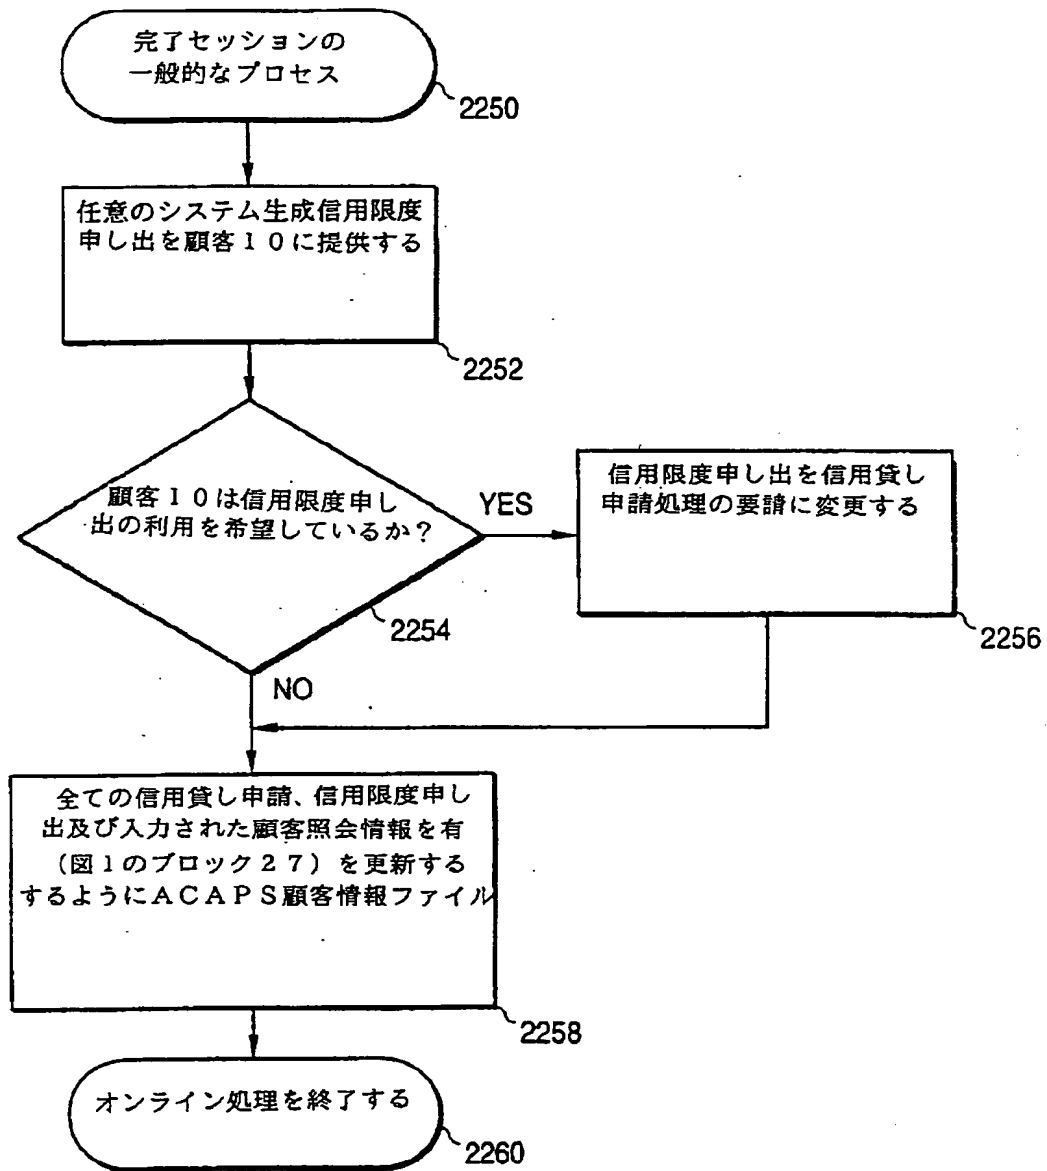 完了セッションの
一般的なプロセス
2250
任意のシステム生成信用限度
申し出を顧客10に提供する
2252
顧客10は信用限度申し
出の利用を希望しているか?
YES
2254
信用限度申し出を信用貸し
申請処理の要請に変更する
2256
NO
全ての信用貸し申請、信用限度申し
出及び入力された顧客照会情報を有
(図1のブロック27)を更新する
するようにACAPS顧客情報ファイル
2258
オンライン処理を終了する
2260